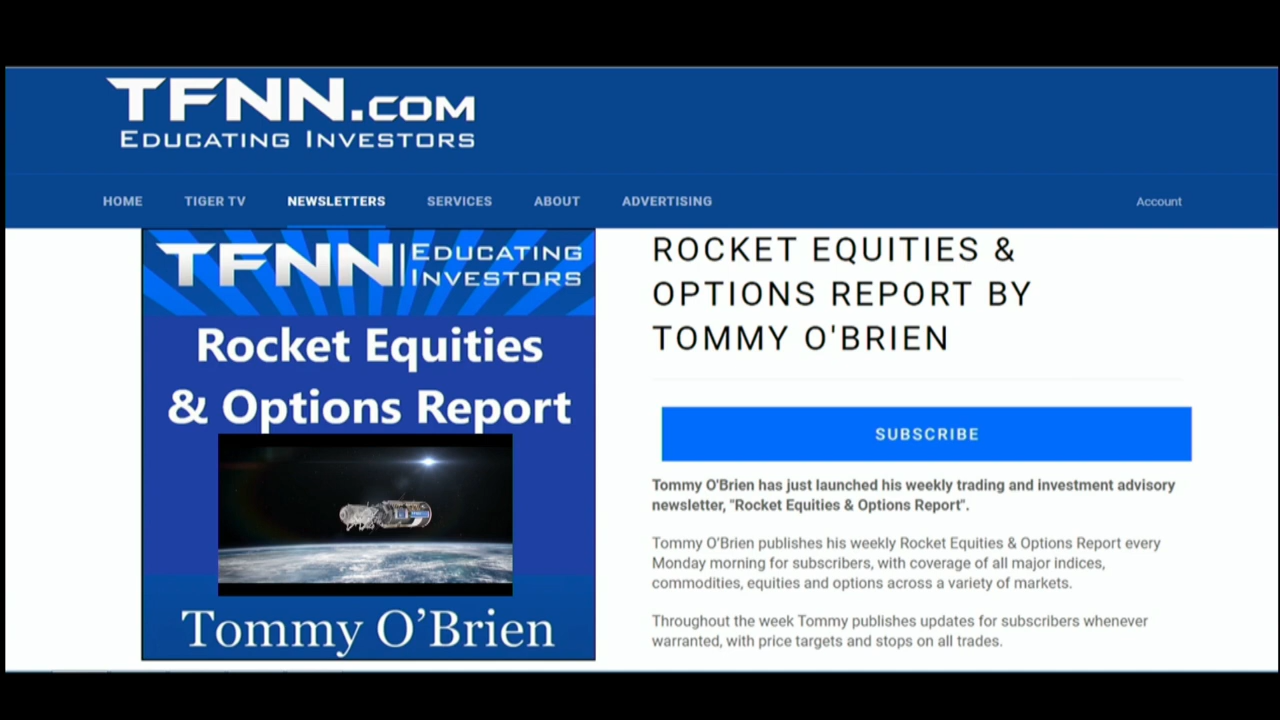 TFNN.COM
EDUCATING INVESTORS
HOME TIGER TV NEWSLETTERS SERVICES ABOUT ADVERTISING Account
TFNN EDUCATING
INVESTORS
Rocket Equities
& Options Report
Tommy O’Brien
ROCKET EQUITIES &
OPTIONS REPORT BY
TOMMY O'BRIEN
SUBSCRIBE
Tommy O'Brien has just launched his weekly trading and investment advisory
newsletter, "Rocket Equities & Options Report".
Tommy O’Brien publishes his weekly Rocket Equities & Options Report every
Monday morning for subscribers, with coverage of all major indices,
commodities, equities and options across a variety of markets.
Throughout the week Tommy publishes updates for subscribers whenever
warranted, with price targets and stops on all trades.